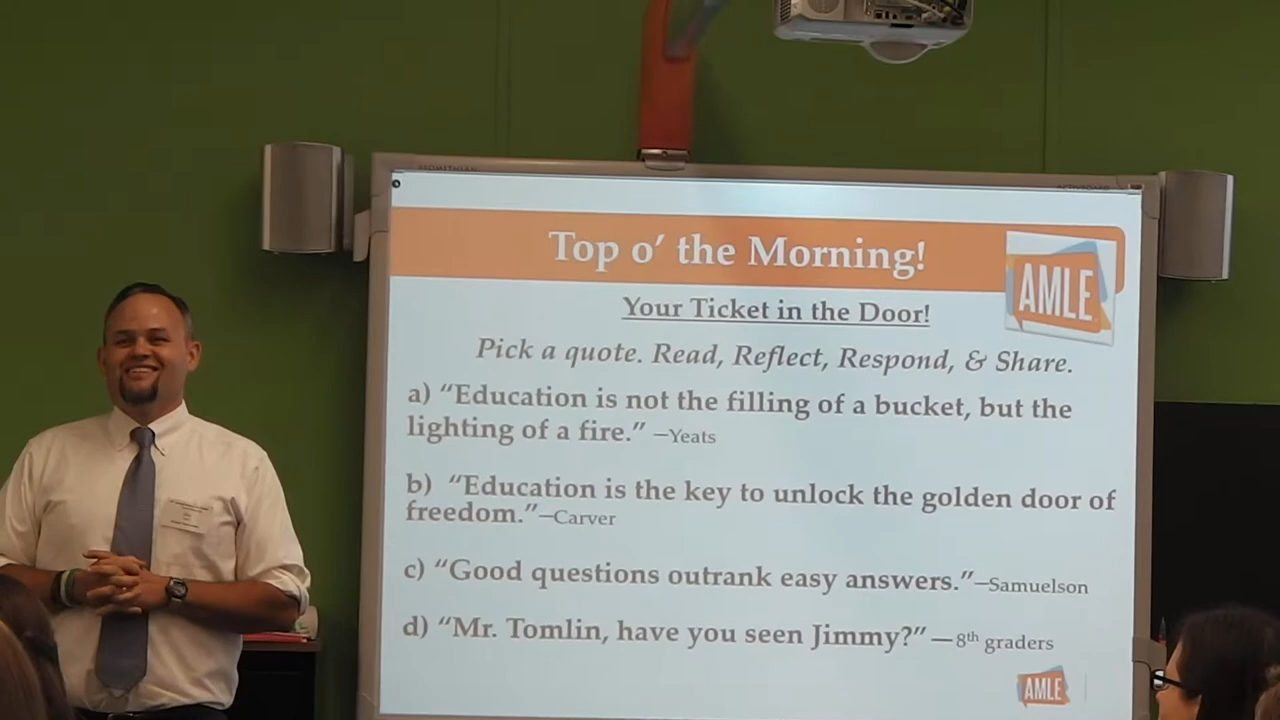 PROMETHEAN
ACTIVBOARD
Top o’ the Morning!
AMLE
Your Ticket in the Door!
Pick a quote. Read, Reflect, Respond, & Share.
a) “Education is not the filling of a bucket, but the
lighting of a fire.” –Yeats
b) “Education is the key to unlock the golden door of
freedom.”–Carver
c) “Good questions outrank easy answers.”–Samuelson
d) “Mr. Tomlin, have you seen Jimmy?” – 8th graders
AMLE